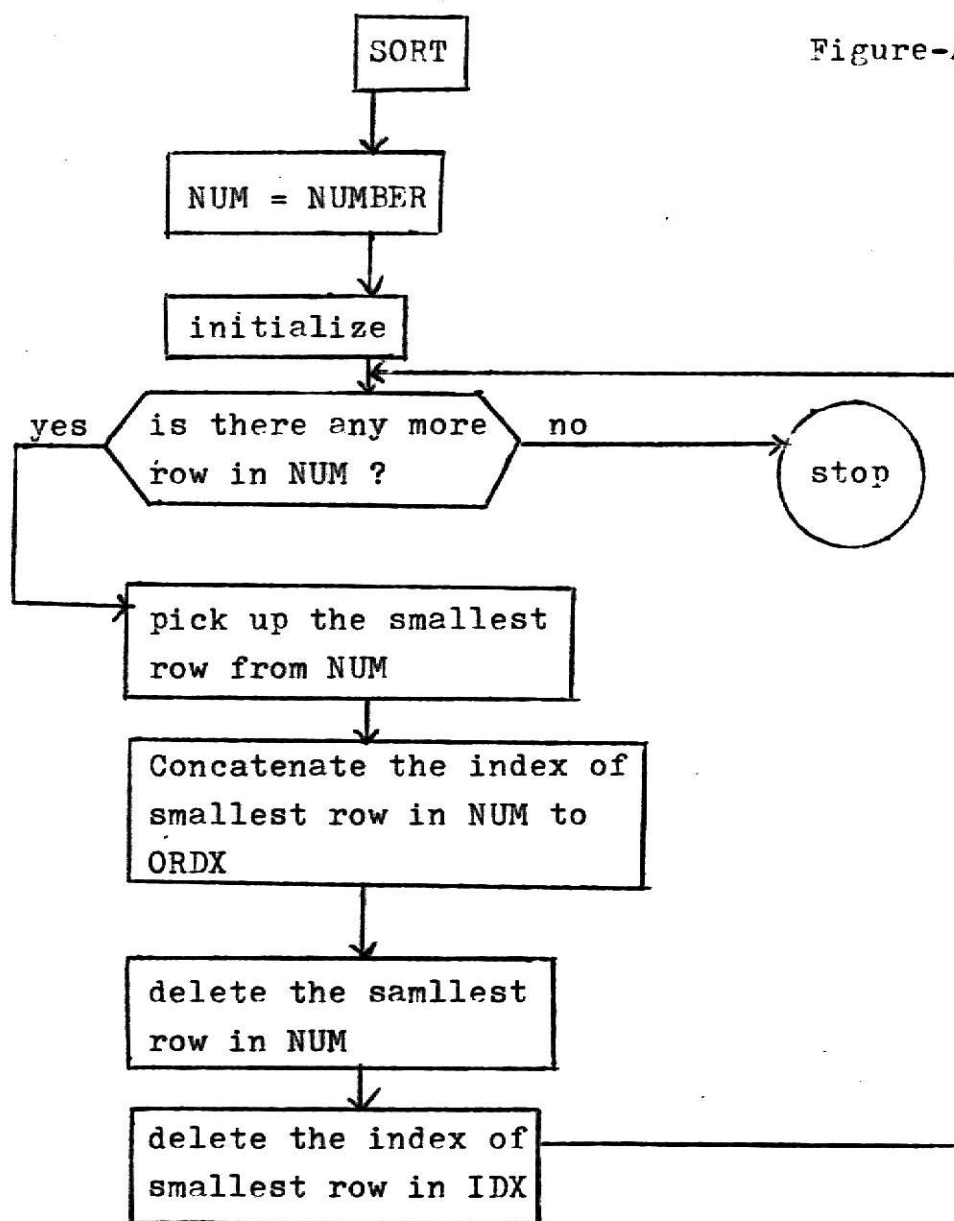 SORT
Figure-A
NUM = NUMBER
initialize
yes
is there any more
row in NUM ?
no
stop
pick up the smallest
row from NUM
Concatenate the index of
smallest row in NUM to
ORDX
delete the samllest
row in NUM
delete the index of
smallest row in IDX